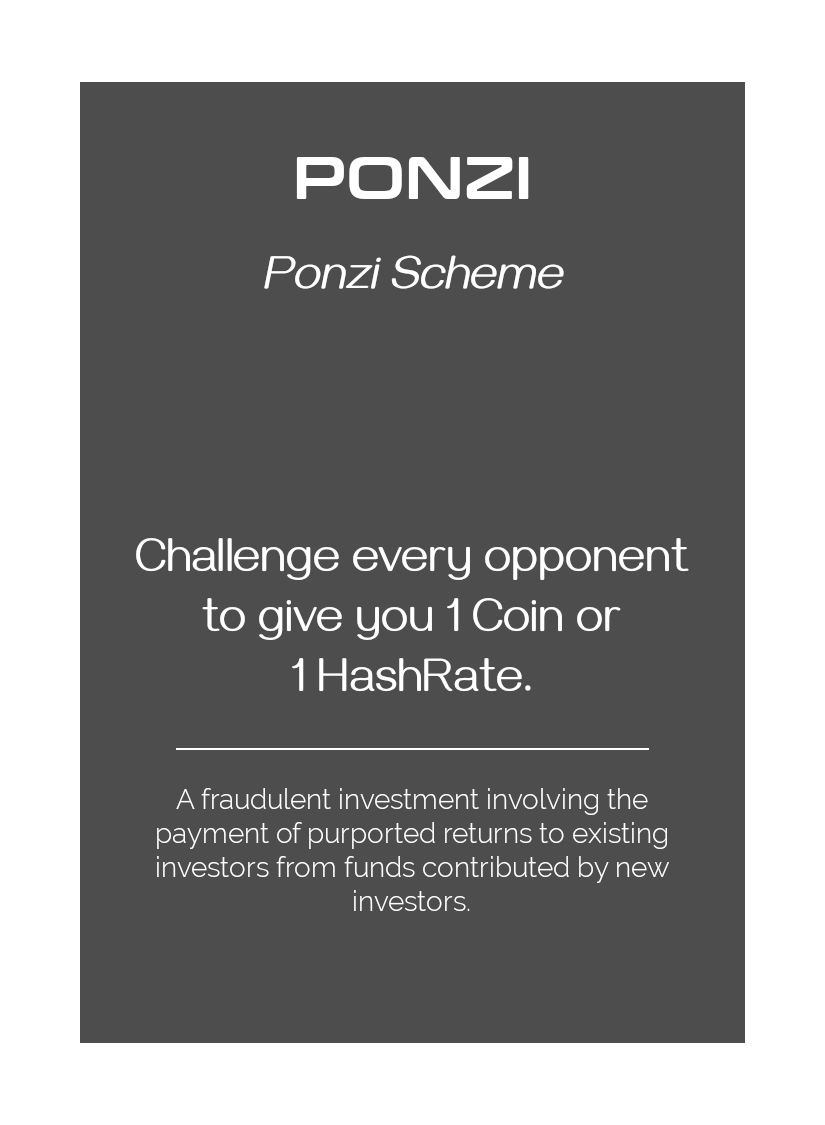 PONZI
Ponzi Scheme
Challenge every opponent
to give you 1 Coin or
1 HashRate.
A fraudulent investment involving the
payment of purported returns to existing
investors from funds contributed by new
investors.